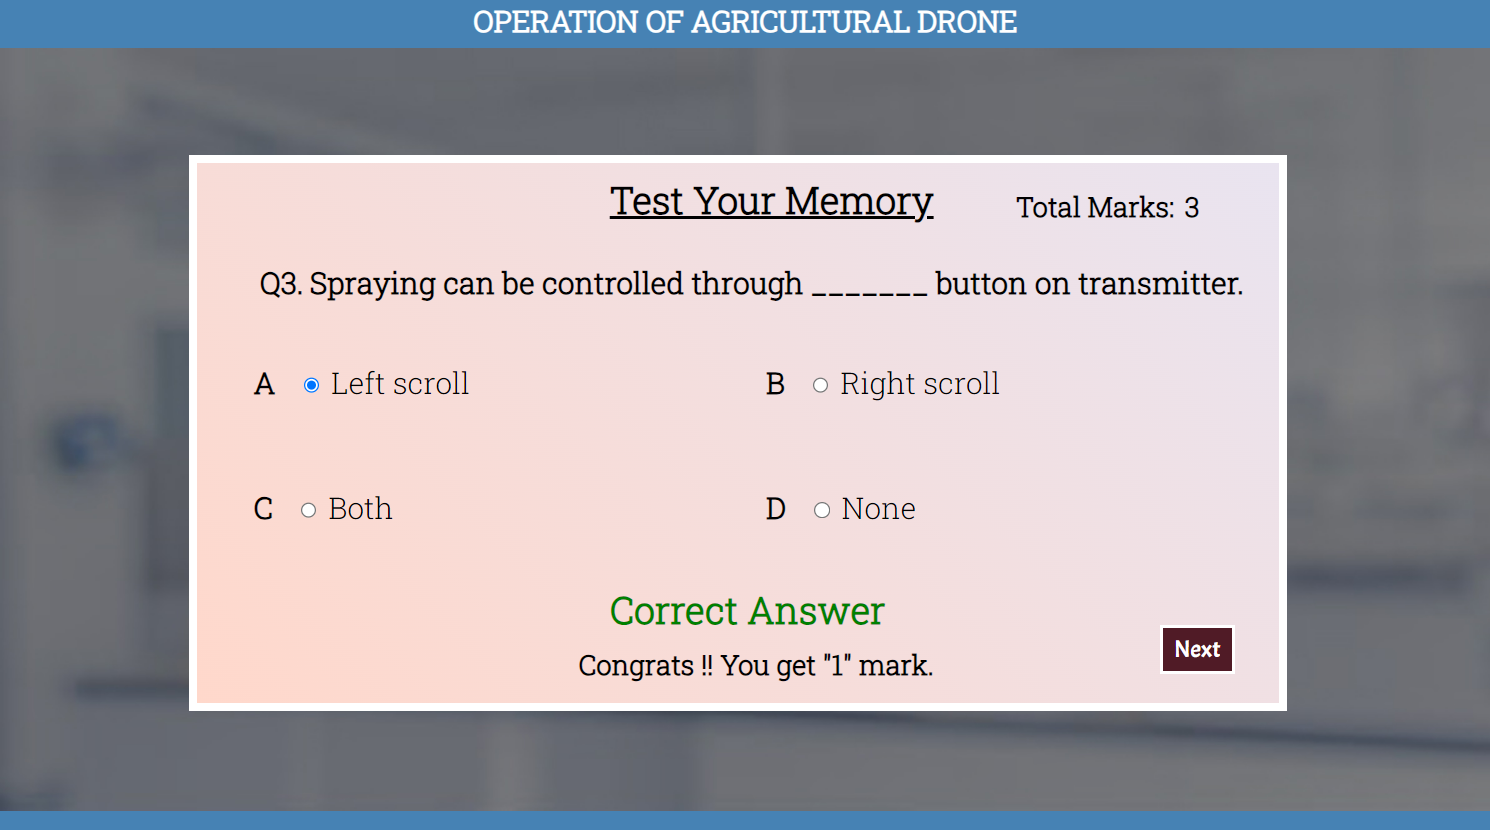 OPERATION OF AGRICULTURAL DRONE
Test Your Memory
Total Marks: 3
Q3. Spraying can be controlled through _______ button on transmitter.
A Left scroll
B Right scroll
C Both
D None
Correct Answer
Congrats !! You get "1" mark.
Next